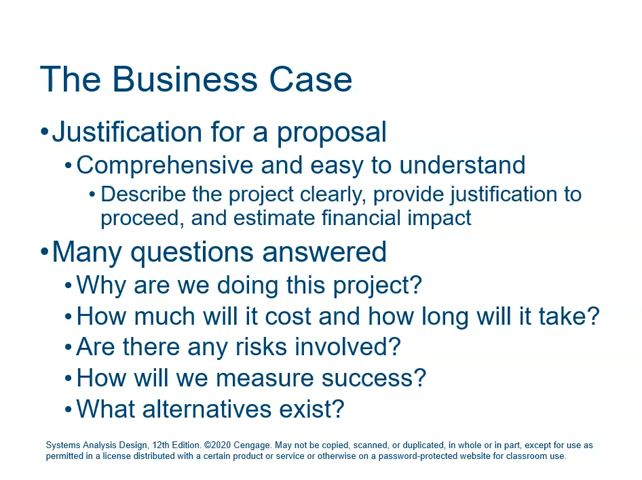 The Business Case
•Justification for a proposal
•Comprehensive and easy to understand
•Describe the project clearly, provide justification to
proceed, and estimate financial impact
•Many questions answered
•Why are we doing this project?
•How much will it cost and how long will it take?
•Are there any risks involved?
•How will we measure success?
•What alternatives exist?
Systems Analysis Design, 12th Edition. ©2020 Cengage. May not be copied, scanned, or duplicated, in whole or in part, except for use as
permitted in a license distributed with a certain product or service or otherwise on a password-protected website for classroom use.